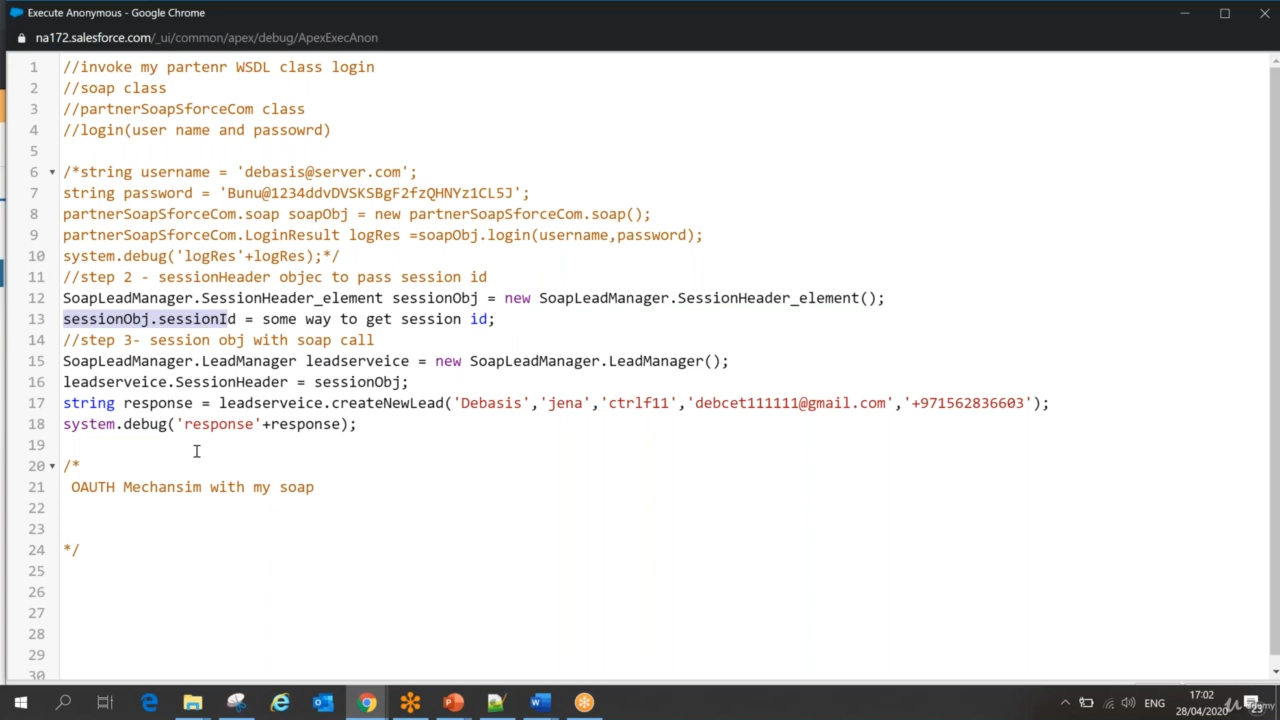 Execute Anonymous - Google Chrome
na172.salesforce.com/_ui/common/apex/debug/ApexExecAnon
1 //invoke my partenr WSDL class login
2 //soap class
3 //partnerSoapSforceCom class
4 //login(user name and passowrd)
5
6 /*string username = 'debasis@server.com';
7 string password = 'Bunu@1234ddvDVSKSBgF2fzQHNYz1CL5J';
8 partnerSoapSforceCom.soap soapObj = new partnerSoapSforceCom.soap();
9 partnerSoapSforceCom.LoginResult logRes =soapObj.login(username,password);
10 system.debug('logRes'+logRes);*/
11 //step 2 - sessionHeader objec to pass session id
12 SoapLeadManager.SessionHeader_element sessionObj = new SoapLeadManager.SessionHeader_element();
13 sessionObj.sessionId = some way to get session id;
14 //step 3- session obj with soap call
15 SoapLeadManager.LeadManager leadserveice = new SoapLeadManager.LeadManager();
16 leadserveice.SessionHeader = sessionObj;
17 string response = leadserveice.createNewLead('Debasis','jena','ctrlf11','debcet111111@gmail.com','+971562836603');
18 system.debug('response'+response);
19
20 /*
21 OAUTH Mechansim with my soap
22
23
24 */
25
26
27
28
29
30
ENG
17:02
28/04/2020
23